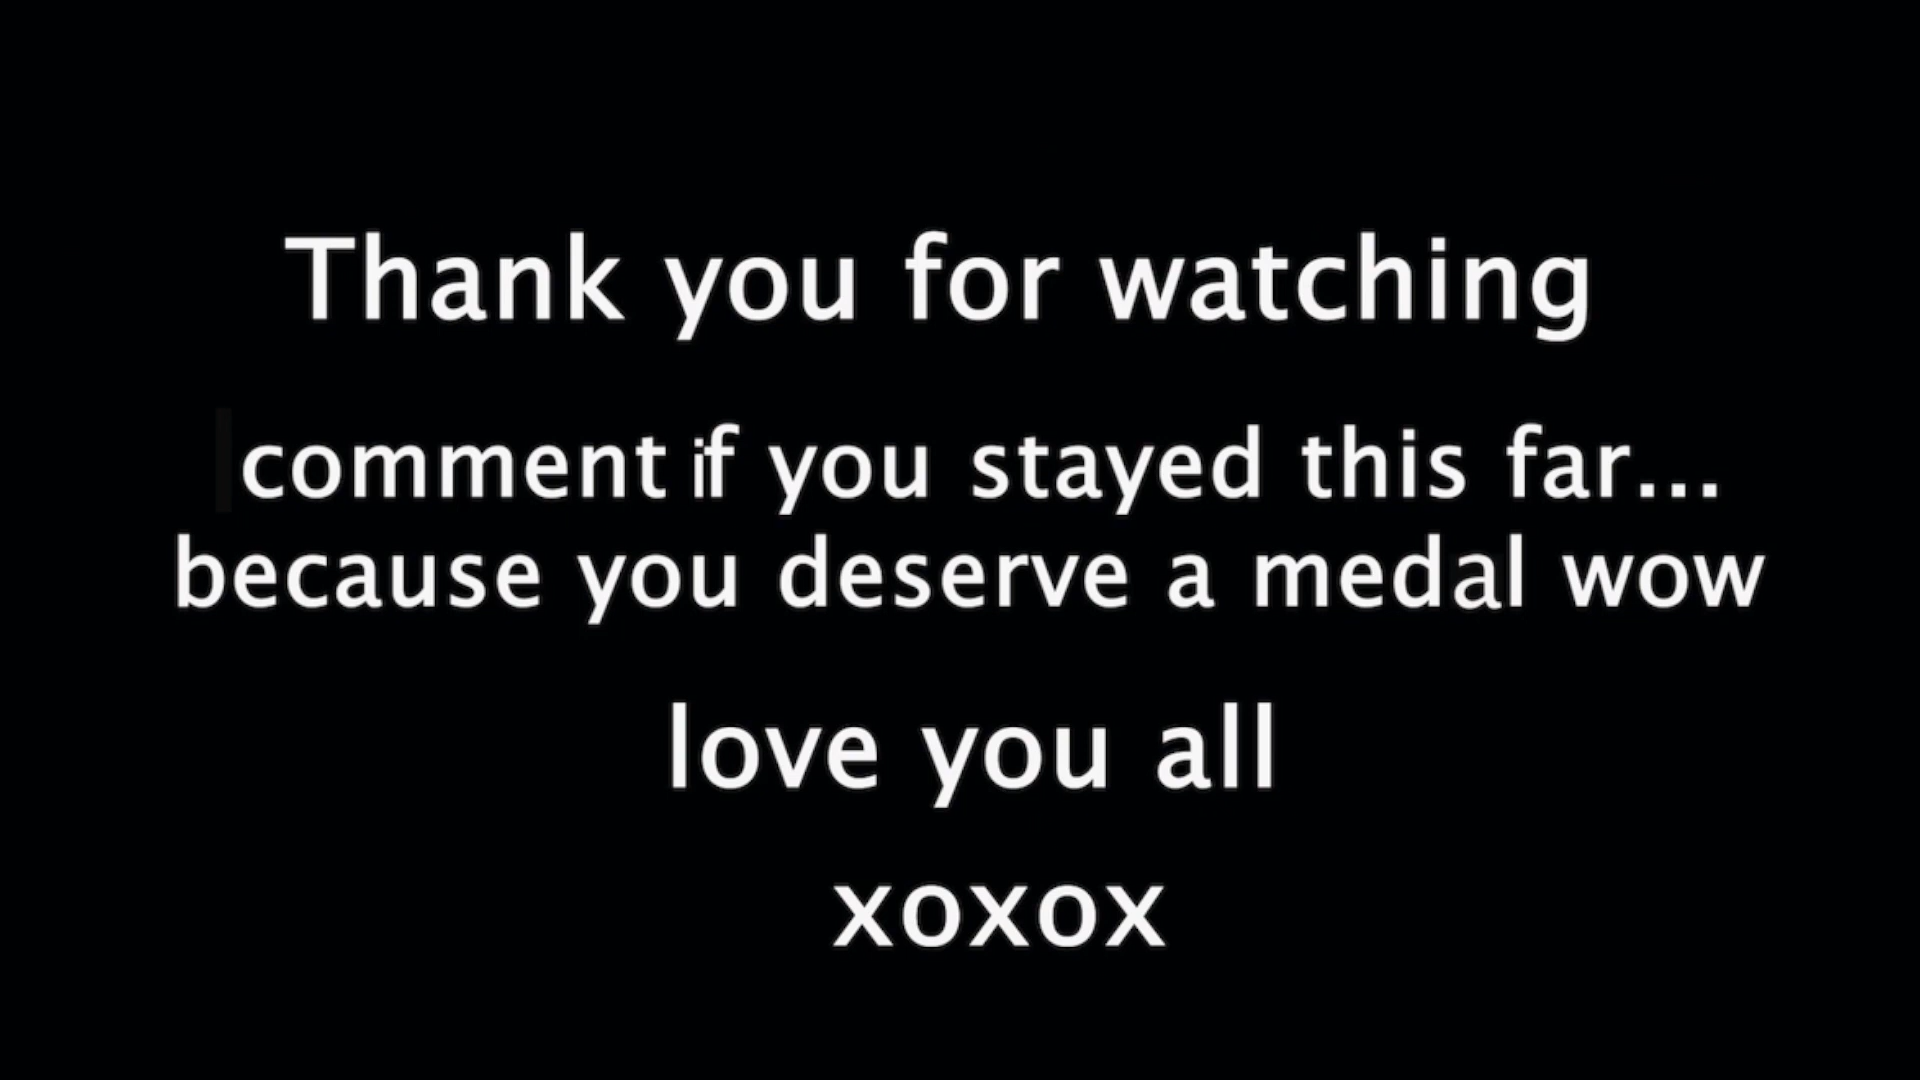 Thank you for watching
comment if you stayed this far...
because you deserve a medal wow
love you all
xoxox